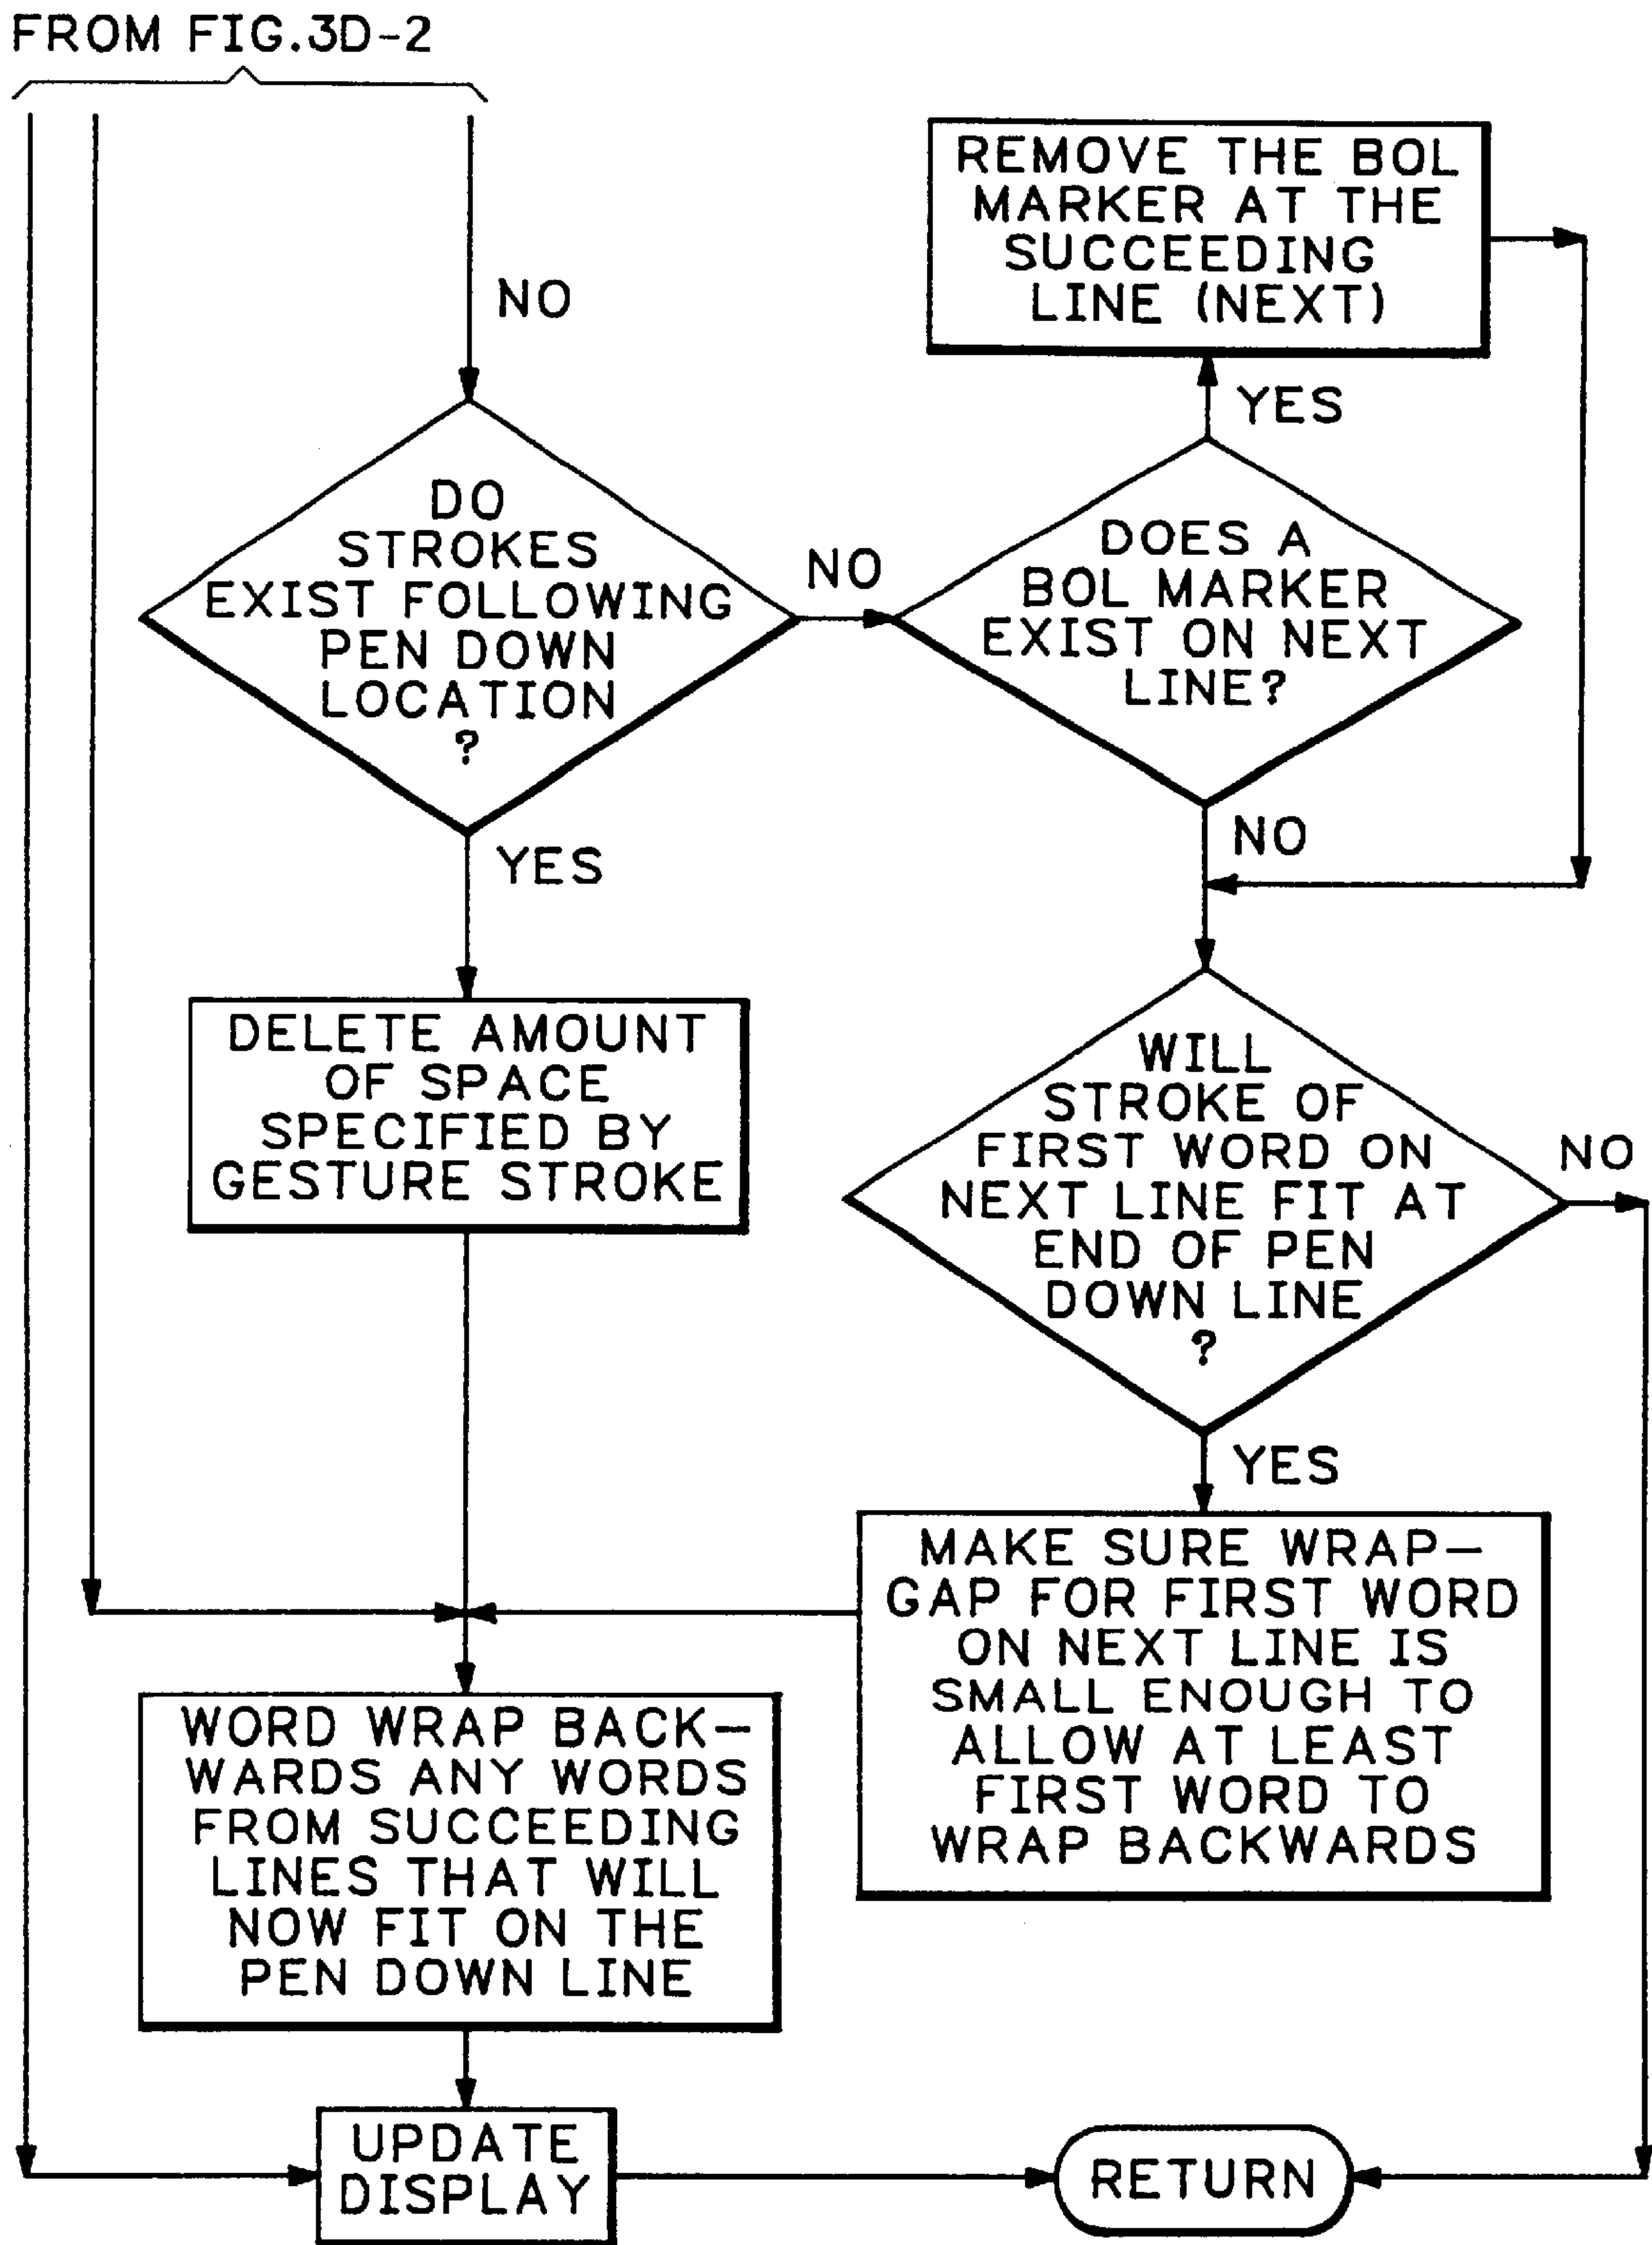 FROM FIG.3D-2
NO
DO
STROKES
EXIST FOLLOWING
PEN DOWN
LOCATION
?
NO
YES
DELETE AMOUNT
OF SPACE
SPECIFIED BY
GESTURE STROKE
REMOVE THE BOL
MARKER AT THE
SUCCEEDING
LINE (NEXT)
YES
DOES A
BOL MARKER
EXIST ON NEXT
LINE?
NO
WILL
STROKE OF
FIRST WORD ON
NEXT LINE FIT AT
END OF PEN
DOWN LINE
?
NO
YES
MAKE SURE WRAP-
GAP FOR FIRST WORD
ON NEXT LINE IS
SMALL ENOUGH TO
ALLOW AT LEAST
FIRST WORD TO
WRAP BACKWARDS
WORD WRAP BACK-
WARDS ANY WORDS
FROM SUCCEEDING
LINES THAT WILL
NOW FIT ON THE
PEN DOWN LINE
UPDATE
DISPLAY
RETURN